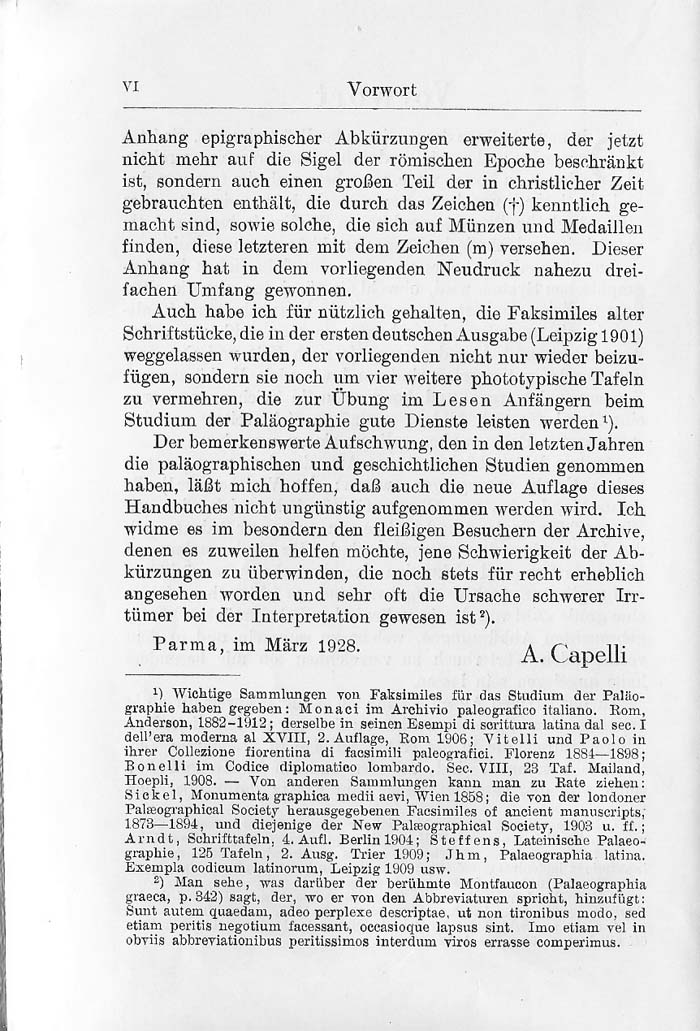 VI
Vorwort
Anhang epigraphischer Abkürzungen erweiterte, der jetzt
nicht mehr auf die Sigel der römischen Epoche beschränkt
ist, sondern auch einen großen Teil der in christlicher Zeit
gebrauchten enthält, die durch das Zeichen (†) kenntlich ge-
macht sind, sowie solche, die sich auf Münzen und Medaillen
finden, diese letzteren mit dem Zeichen (m) versehen. Dieser
Anhang hat in dem vorliegenden Neudruck nahezu drei-
fachen Umfang gewonnen.
Auch habe ich für nützlich gehalten, die Faksimiles alter
Schriftstücke, die in der ersten deutschen Ausgabe (Leipzig 1901)
weggelassen wurden, der vorliegenden nicht nur wieder beizu-
fügen, sondern sie noch um vier weitere phototypische Tafeln
zu vermehren, die zur Übung im Lesen Anfängern beim
Studium der Paläographie gute Dienste leisten werden¹).
Der bemerkenswerte Aufschwung, den in den letzten Jahren
die paläographischen und geschichtlichen Studien genommen
haben, läßt mich hoffen, daß auch die neue Auflage dieses
Handbuches nicht ungünstig aufgenommen werden wird. Ich
widme es im besondern den fleißigen Besuchern der Archive,
denen es zuweilen helfen möchte, jene Schwierigkeit der Ab-
kürzungen zu überwinden, die noch stets für recht erheblich
angesehen worden und sehr oft die Ursache schwerer Irr-
tümer bei der Interpretation gewesen ist²).
Parma, im März 1928.
A. Capelli
¹) Wichtige Sammlungen von Faksimiles für das Studium der Paläo-
graphie haben gegeben: Monaci im Archivio paleografico italiano. Rom,
Anderson, 1882–1912; derselbe in seinen Esempi di scrittura latina dal sec. I
dell'era moderna al XVIII, 2. Auflage, Rom 1906; Vitelli und Paolo in
ihrer Collezione fiorentina di facsimili paleografici. Florenz 1884—1898;
Bonelli im Codice diplomatico lombardo. Sec. VIII, 23 Taf. Mailand,
Hoepli, 1908. — Von anderen Sammlungen kann man zu Rate ziehen:
Sickel, Monumenta graphica medii aevi, Wien 1858; die von der londoner
Palæographical Society herausgegebenen Facsimiles of ancient manuscripts,
1873—1894, und diejenige der New Palæographical Society, 1903 u. ff.;
Arndt, Schrifttafeln, 4. Aufl. Berlin 1904; Steffens, Lateinische Palaeo-
graphie, 125 Tafeln, 2. Ausg. Trier 1909; Jhm, Palaeographia latina.
Exempla codicum latinorum, Leipzig 1909 usw.
²) Man sehe, was darüber der berühmte Montfaucon (Palaeographia
graeca, p. 342) sagt, der, wo er von den Abbreviaturen spricht, hinzufügt:
Sunt autem quaedam, adeo perplexe descriptae, ut non tironibus modo, sed
etiam peritis negotium facessant, occasioque lapsus sint. Imo etiam vel in
obviis abbreviationibus peritissimos interdum viros errasse comperimus.